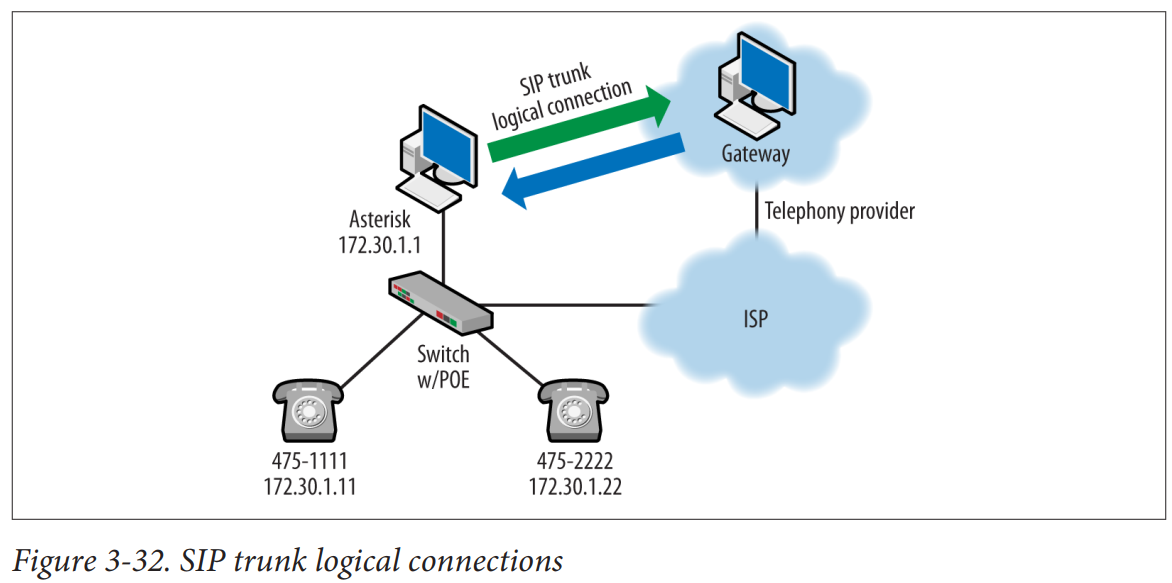 SIP trunk
logical connection
Gateway
Telephony provider
Asterisk
172.30.1.1
ISP
Switch
w/POE
475-1111
172.30.1.11
475-2222
172.30.1.22
Figure 3-32. SIP trunk logical connections